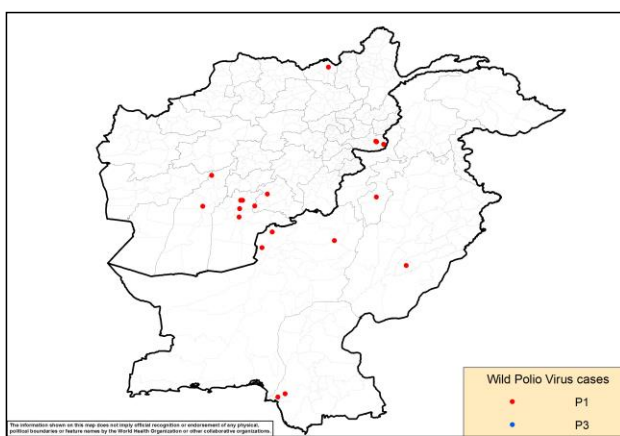 Wild Polio Virus cases
P1
P3
The information shown on this map does not imply official recognition or endorsement of any physical,
political boundaries or feature names by the World Health Organization or other collaborative organizations.